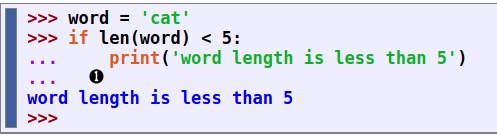 >>> word = 'cat'
>>> if len(word) < 5:
...     print('word length is less than 5')
...   ❶
word length is less than 5
>>>